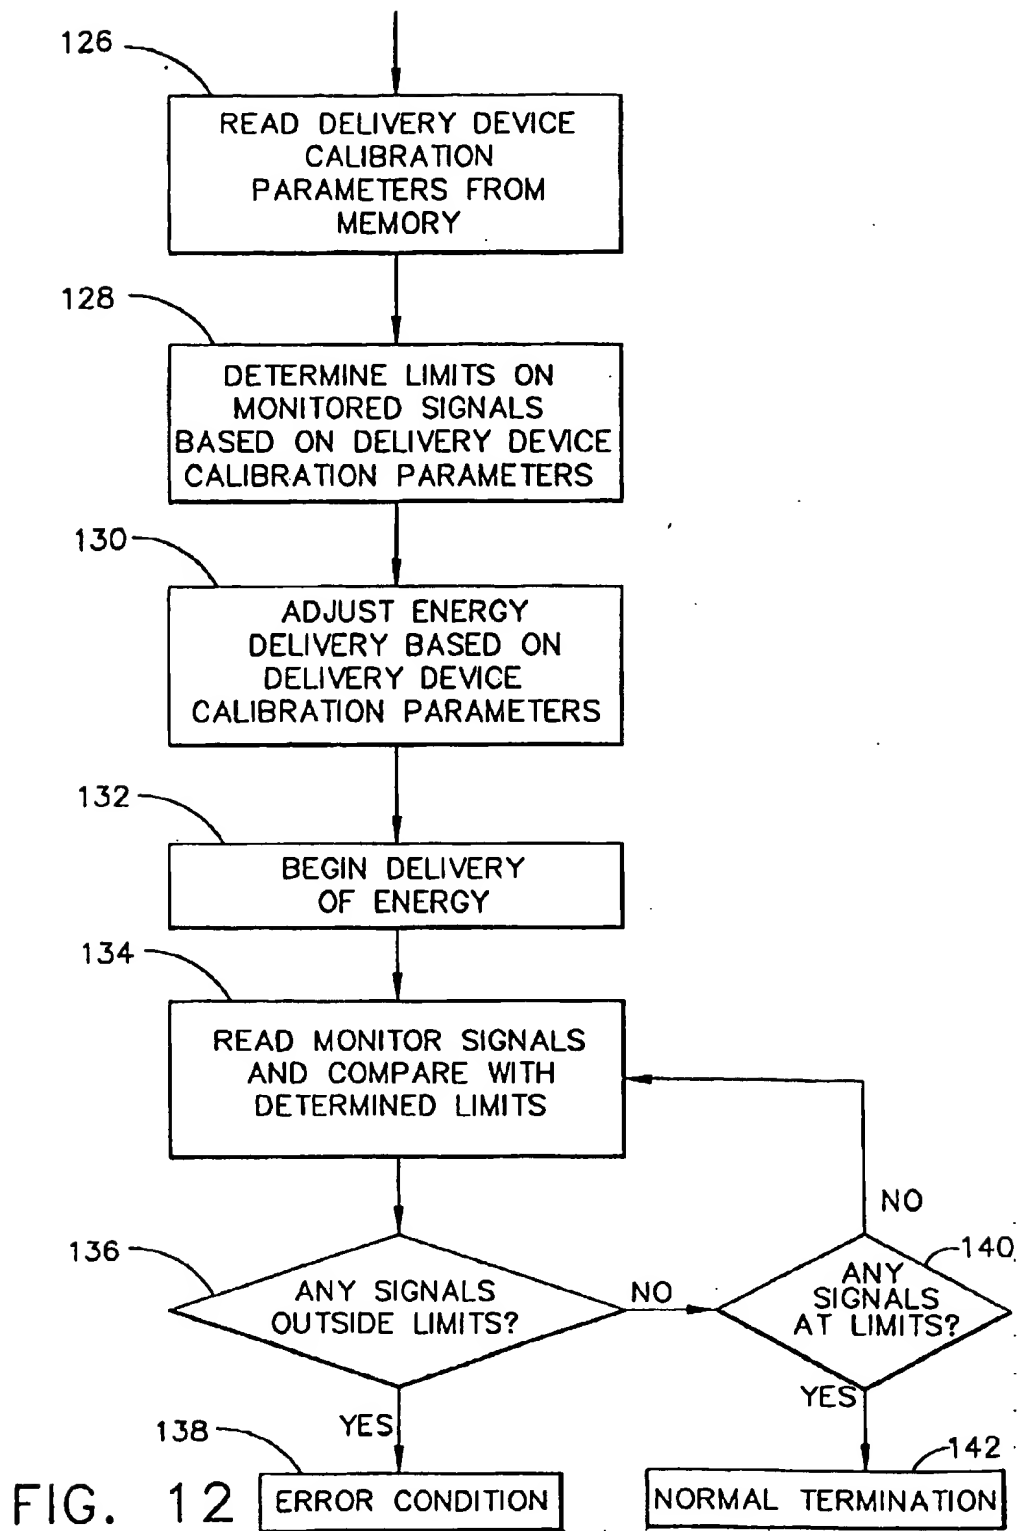 126
READ DELIVERY DEVICE
CALIBRATION
PARAMETERS FROM
MEMORY
128
DETERMINE LIMITS ON
MONITORED SIGNALS
BASED ON DELIVERY DEVICE
CALIBRATION PARAMETERS
130
ADJUST ENERGY
DELIVERY BASED ON
DELIVERY DEVICE
CALIBRATION PARAMETERS
132
BEGIN DELIVERY
OF ENERGY
134
READ MONITOR SIGNALS
AND COMPARE WITH
DETERMINED LIMITS
136
ANY SIGNALS
OUTSIDE LIMITS?
NO
NO
140
ANY
SIGNALS
AT LIMITS?
YES
YES
138
ERROR CONDITION
142
NORMAL TERMINATION
FIG. 12